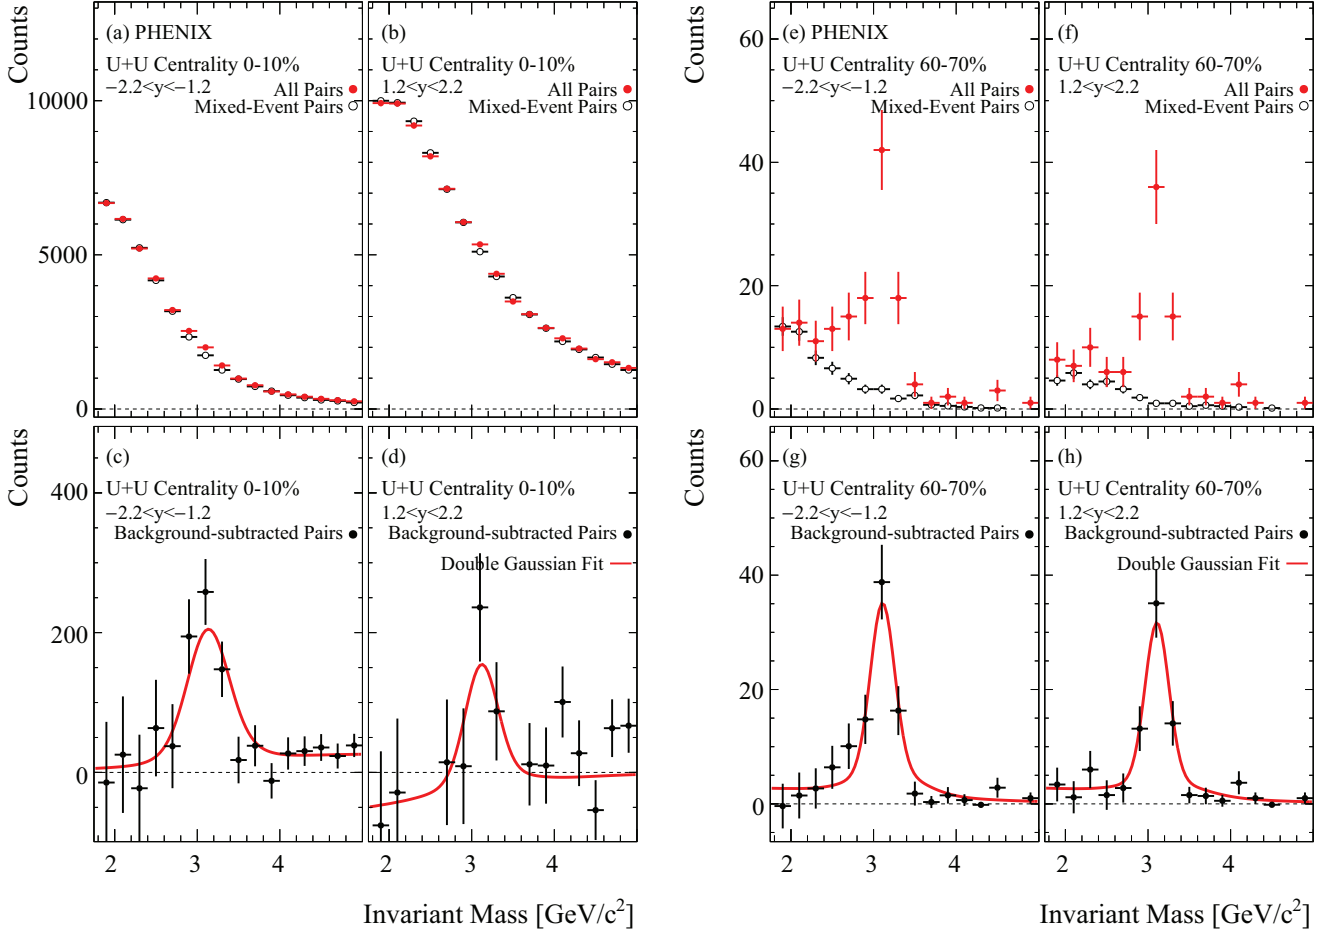 Counts
(a) PHENIX
U+U Centrality 0-10%
−2.2<y<−1.2
All Pairs
Mixed-Event Pairs
10000
5000
0
(b)
U+U Centrality 0-10%
1.2<y<2.2
All Pairs
Mixed-Event Pairs
Counts
(c)
U+U Centrality 0-10%
−2.2<y<−1.2
Background-subtracted Pairs
400
200
0
2 3 4
(d)
U+U Centrality 0-10%
1.2<y<2.2
Background-subtracted Pairs
Double Gaussian Fit
2 3 4
Invariant Mass [GeV/c²]
Counts
(e) PHENIX
U+U Centrality 60-70%
−2.2<y<−1.2
All Pairs
Mixed-Event Pairs
60
40
20
0
(f)
U+U Centrality 60-70%
1.2<y<2.2
All Pairs
Mixed-Event Pairs
Counts
(g)
U+U Centrality 60-70%
−2.2<y<−1.2
Background-subtracted Pairs
60
40
20
0
2 3 4
(h)
U+U Centrality 60-70%
1.2<y<2.2
Background-subtracted Pairs
Double Gaussian Fit
2 3 4
Invariant Mass [GeV/c²]